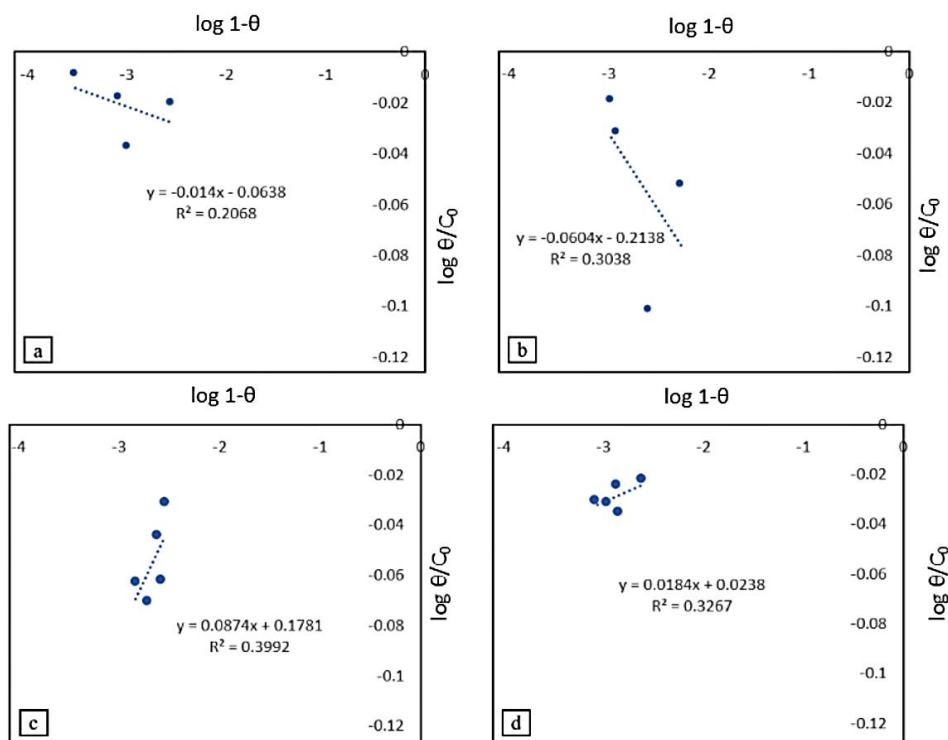 log 1-θ
0
-4 -3 -2 -1 0
-0.02
-0.04
-0.06
-0.08
-0.1
-0.12
log θ/C₀
y = -0.014x - 0.0638
R² = 0.2068
a
log 1-θ
0
-4 -3 -2 -1 0
-0.02
-0.04
-0.06
-0.08
-0.1
-0.12
log θ/C₀
y = -0.0604x - 0.2138
R² = 0.3038
b
log 1-θ
0
-4 -3 -2 -1 0
-0.02
-0.04
-0.06
-0.08
-0.1
-0.12
log θ/C₀
y = 0.0874x + 0.1781
R² = 0.3992
c
log 1-θ
0
-4 -3 -2 -1 0
-0.02
-0.04
-0.06
-0.08
-0.1
-0.12
log θ/C₀
y = 0.0184x + 0.0238
R² = 0.3267
d